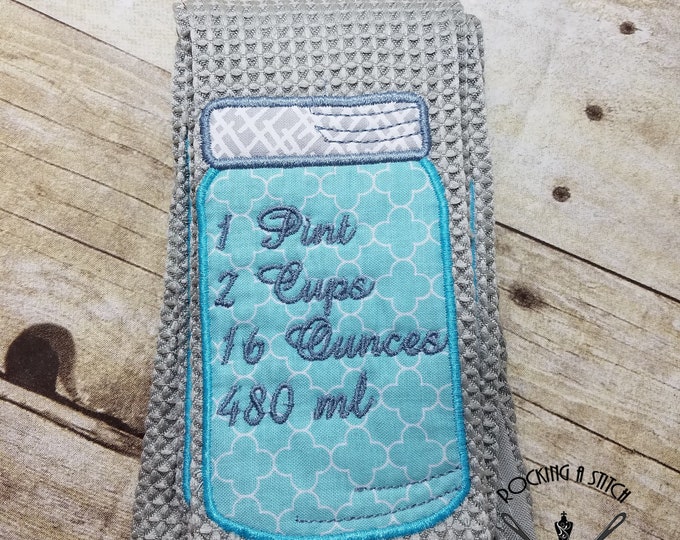 1 Pint
2 Cups
16 Ounces
480 ml
ROCKING A STITCH